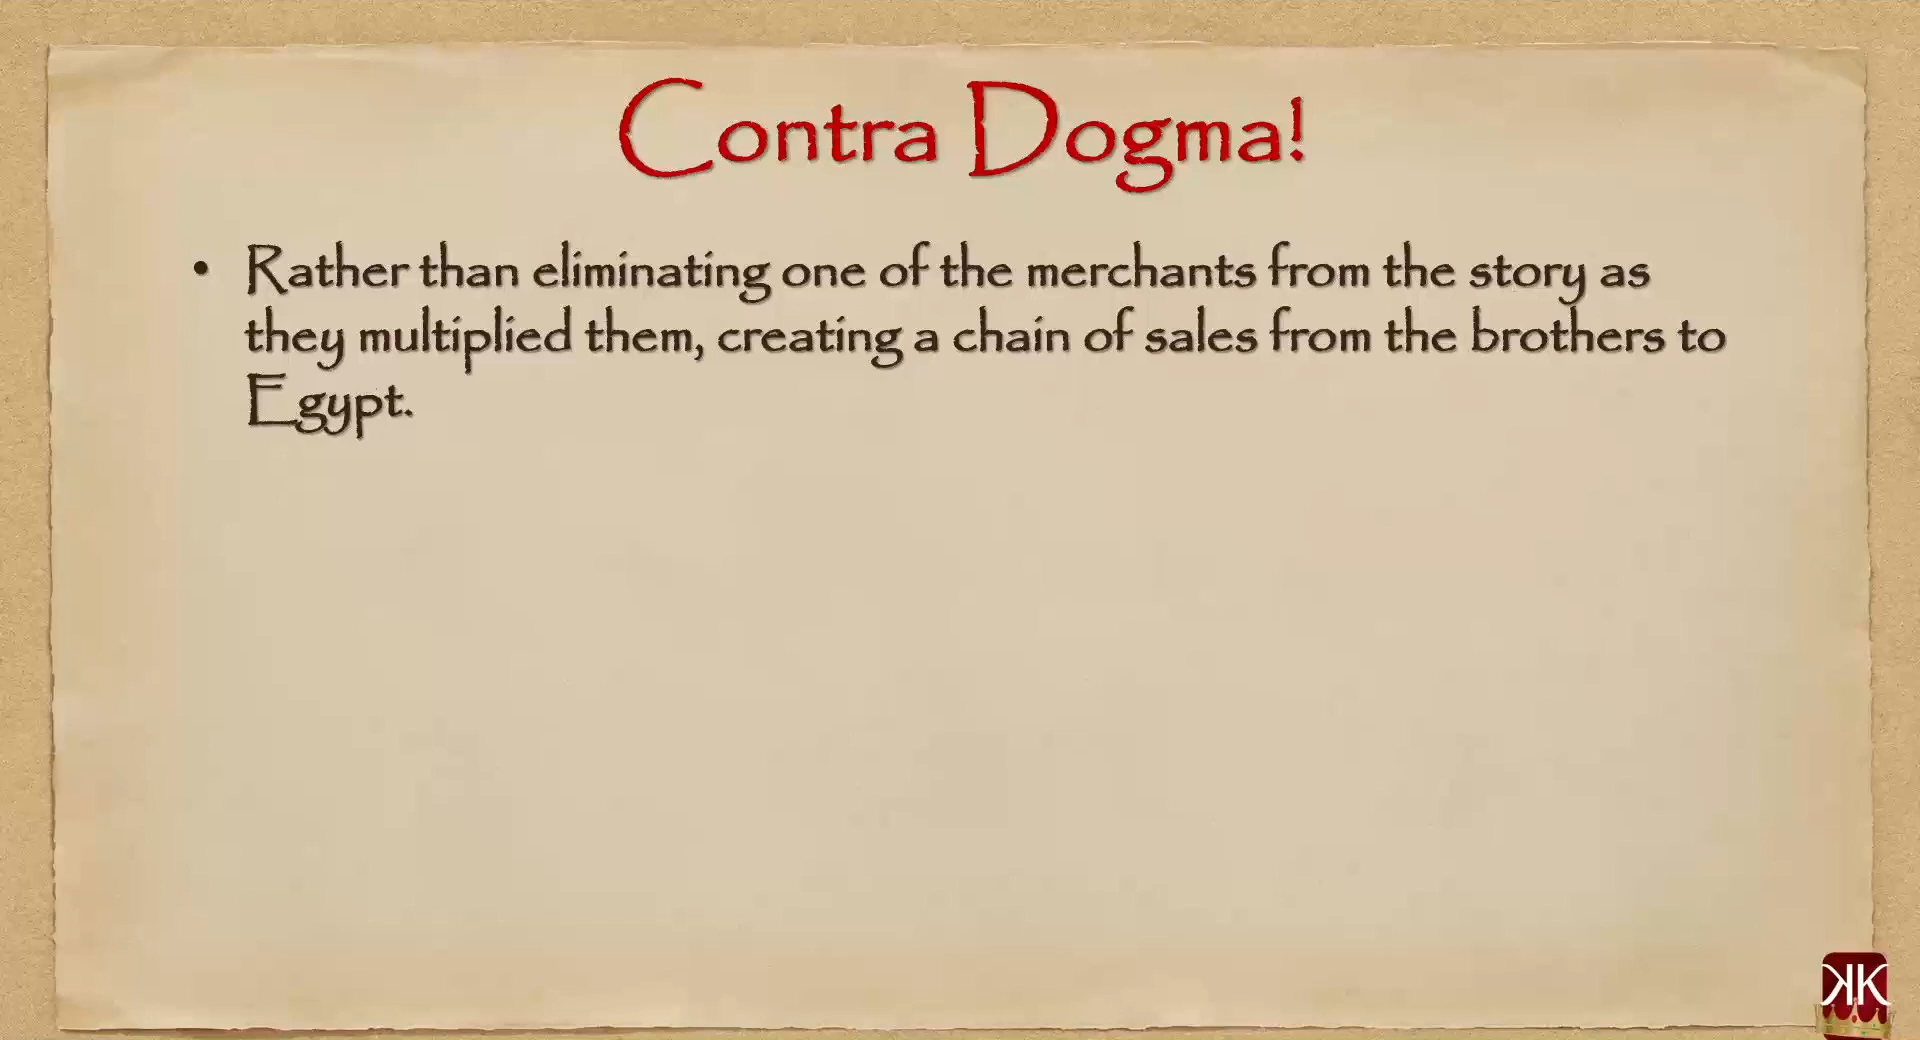 Contra Dogma!
• Rather than eliminating one of the merchants from the story as
they multiplied them, creating a chain of sales from the brothers to
Egypt.
KK